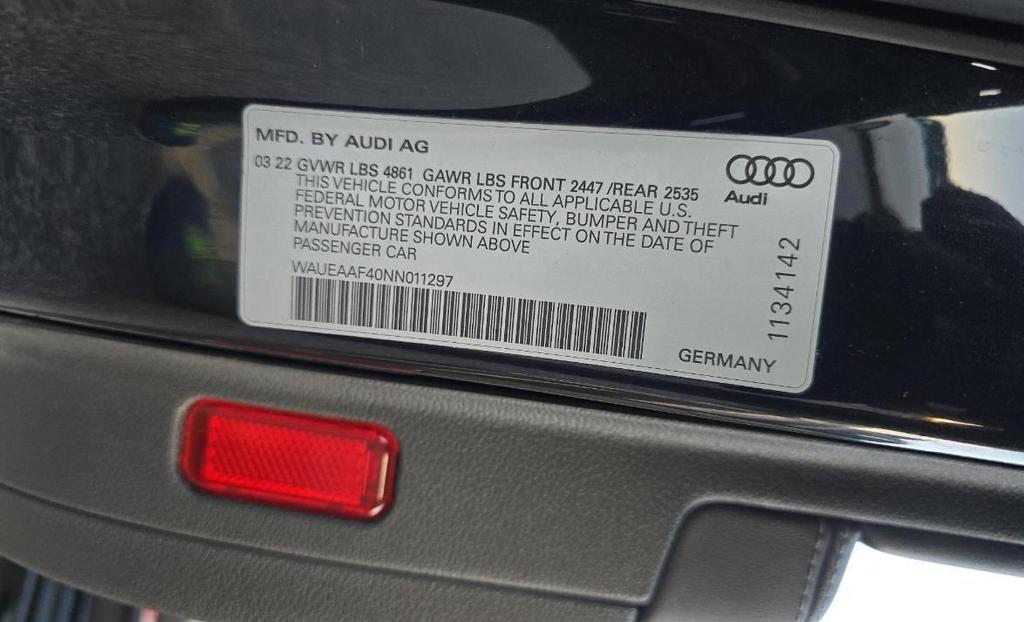 MFD. BY AUDI AG
03 22 GVWR LBS 4861 GAWR LBS FRONT 2447 /REAR 2535
THIS VEHICLE CONFORMS TO ALL APPLICABLE U.S.
FEDERAL MOTOR VEHICLE SAFETY, BUMPER AND THEFT
PREVENTION STANDARDS IN EFFECT ON THE DATE OF
MANUFACTURE SHOWN ABOVE
PASSENGER CAR
WAUEAAF40NN011297
Audi
1134142
GERMANY